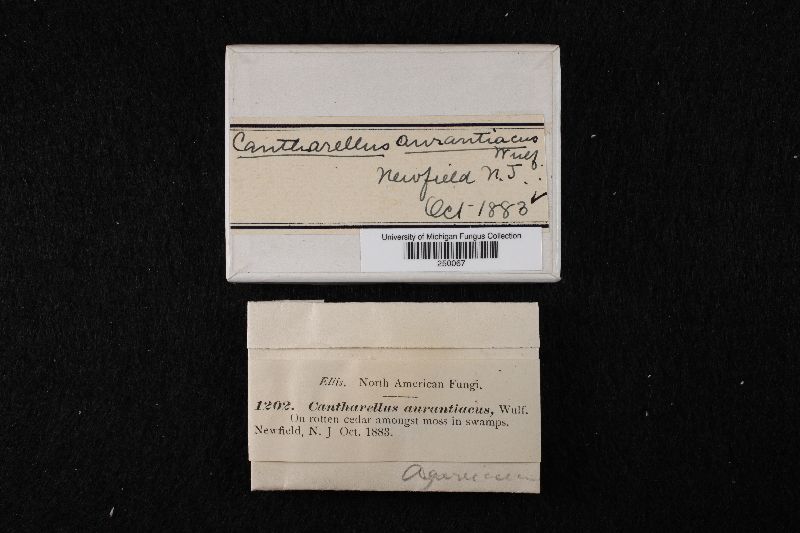 Cantharellus aurantiacus
Wulf.
Newfield N.J.
Oct-1883
University of Michigan Fungus Collection
250067
Ellis. North American Fungi.
1202. Cantharellus aurantiacus, Wulf.
On rotten cedar amongst moss in swamps.
Newfield, N. J Oct. 1883.